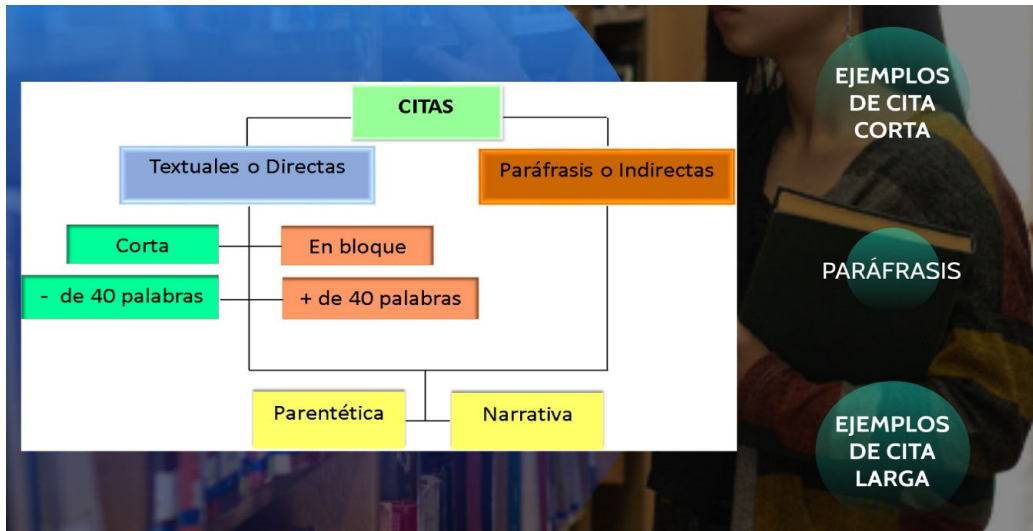 CITAS
Textuales o Directas
Paráfrasis o Indirectas
Corta
En bloque
- de 40 palabras
+ de 40 palabras
Parentética
Narrativa
EJEMPLOS
DE CITA
CORTA
PARÁFRASIS
EJEMPLOS
DE CITA
LARGA